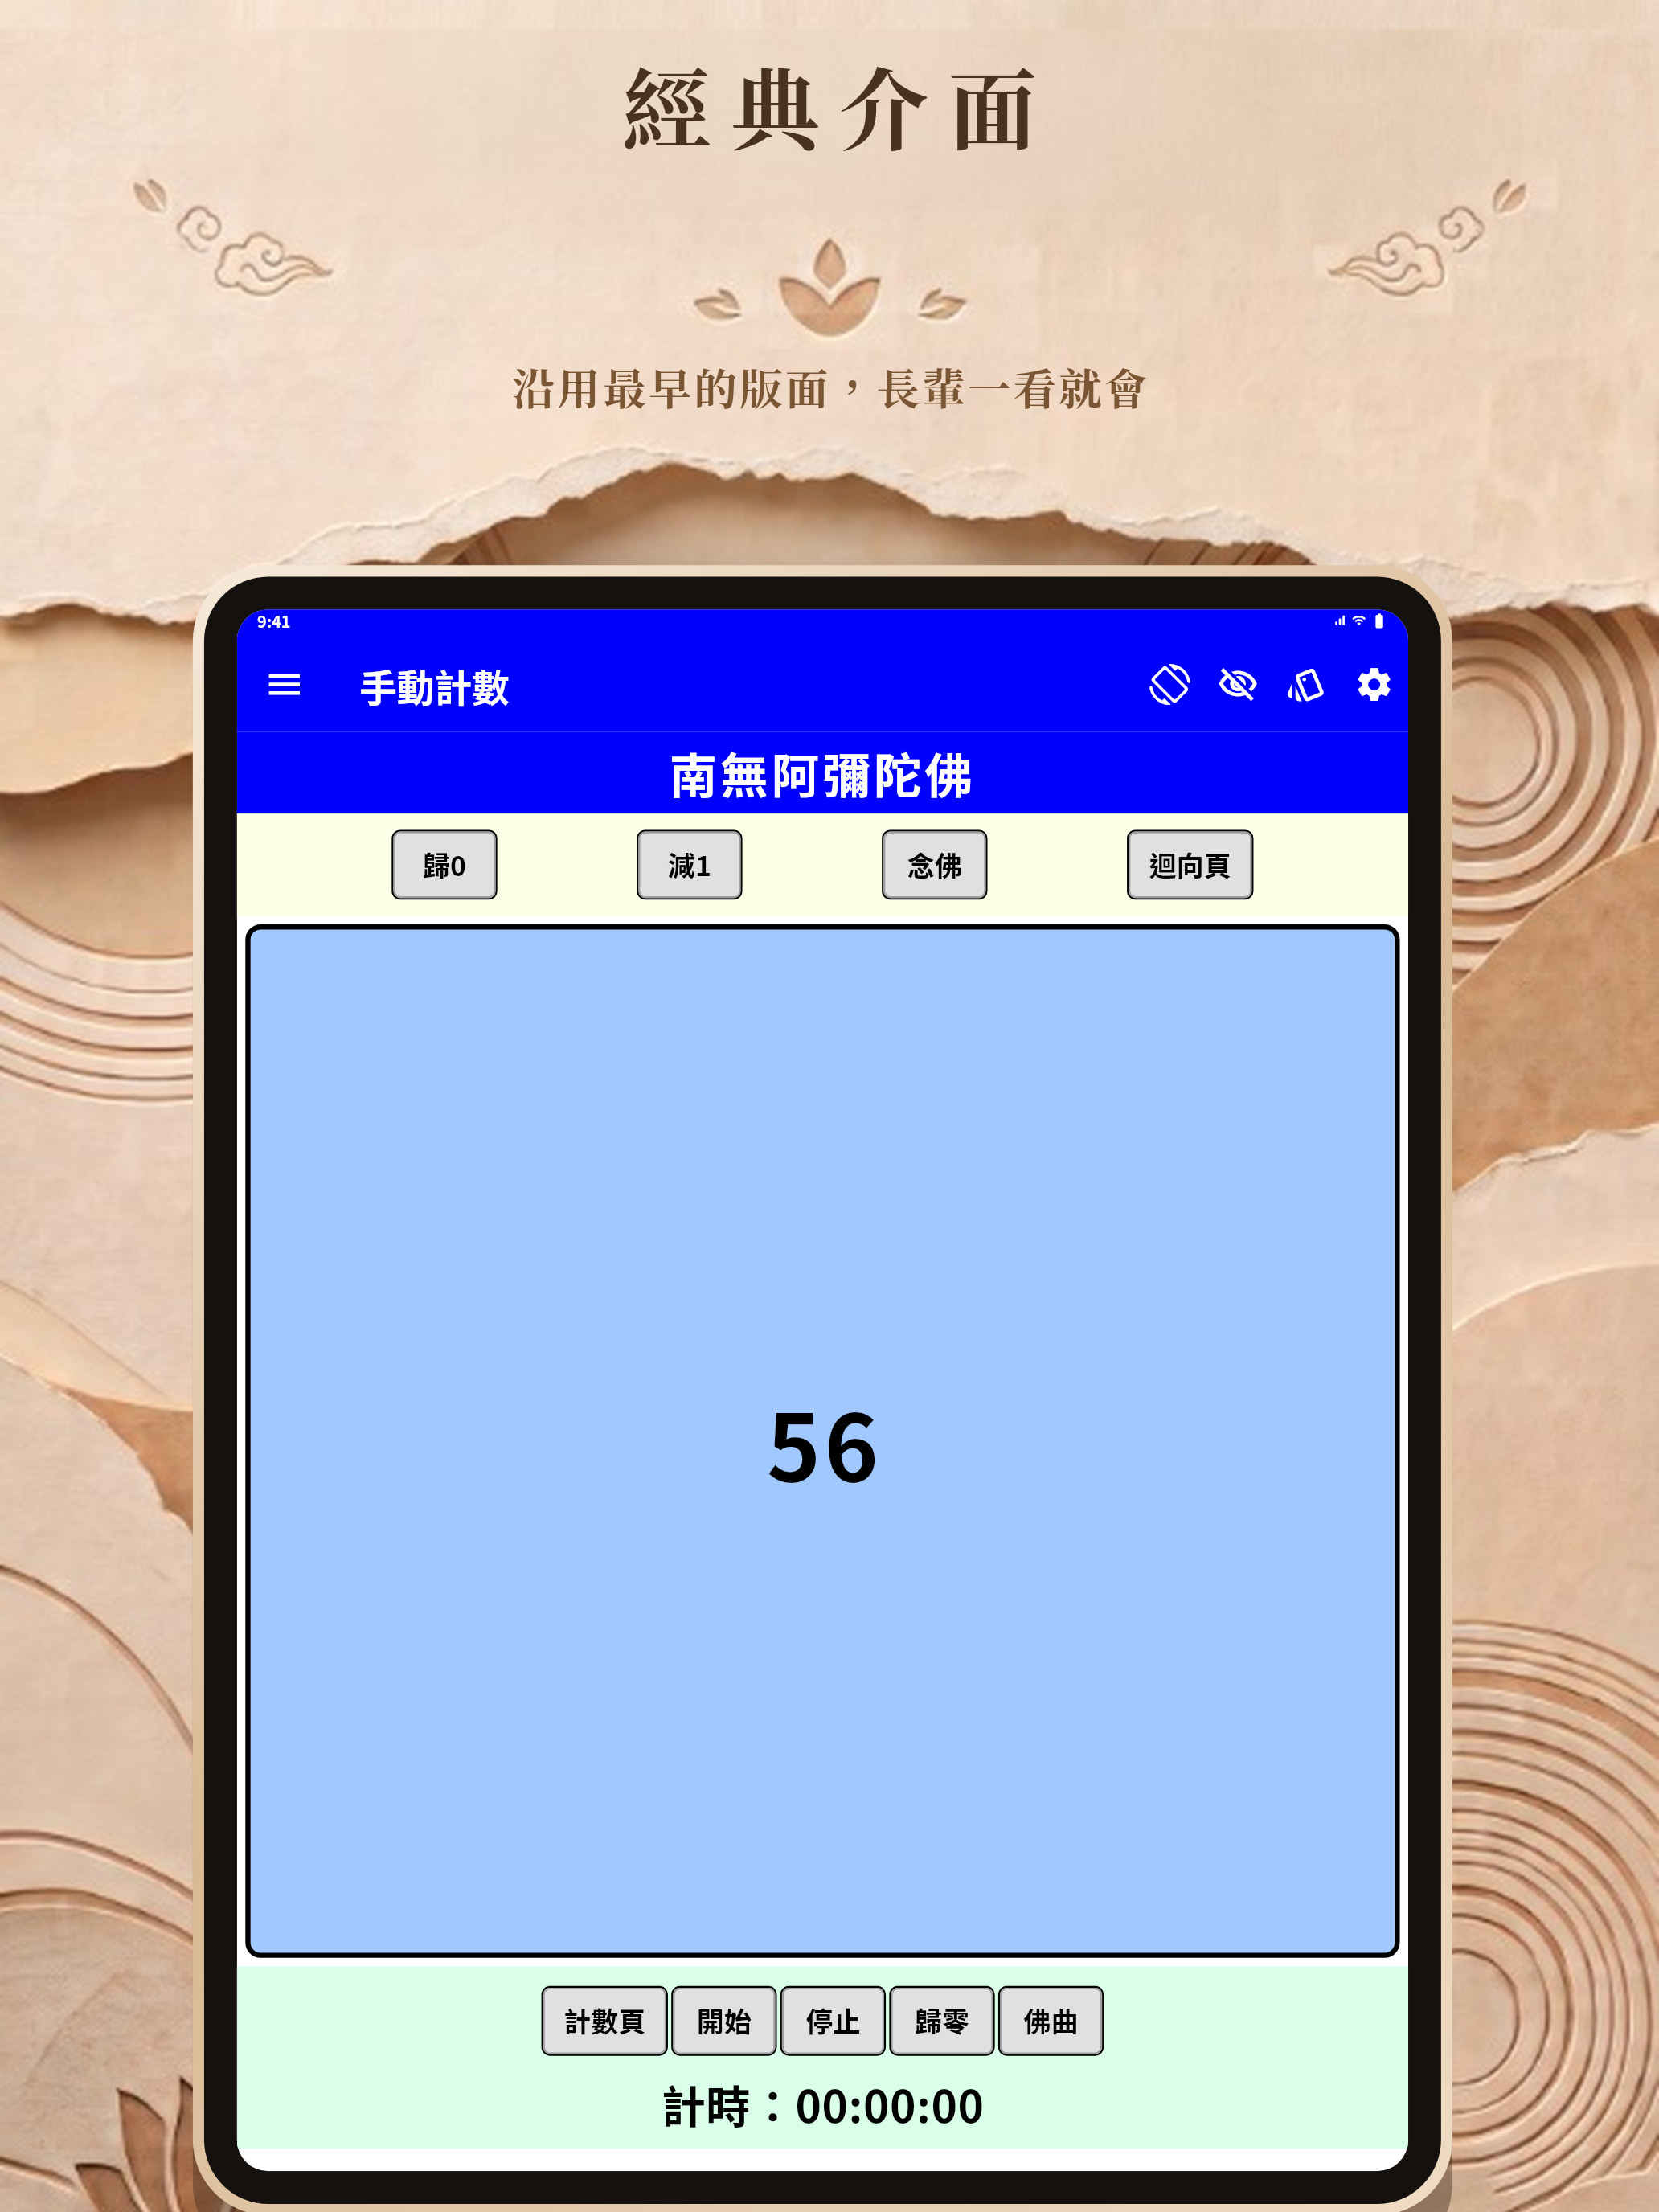 經典介面
沿用最早的版面，長輩一看就會
9:41
手動計數
南無阿彌陀佛
歸0 減1 念佛 迴向頁
56
計數頁 開始 停止 歸零 佛曲
計時：00:00:00